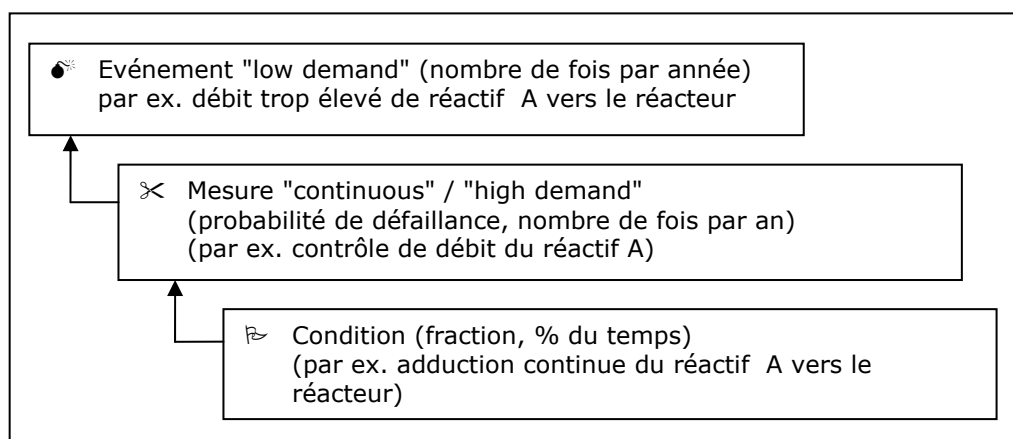 Evénement "low demand" (nombre de fois par année)
par ex. débit trop élevé de réactif A vers le réacteur
Mesure "continuous" / "high demand"
(probabilité de défaillance, nombre de fois par an)
(par ex. contrôle de débit du réactif A)
Condition (fraction, % du temps)
(par ex. adduction continue du réactif A vers le
réacteur)